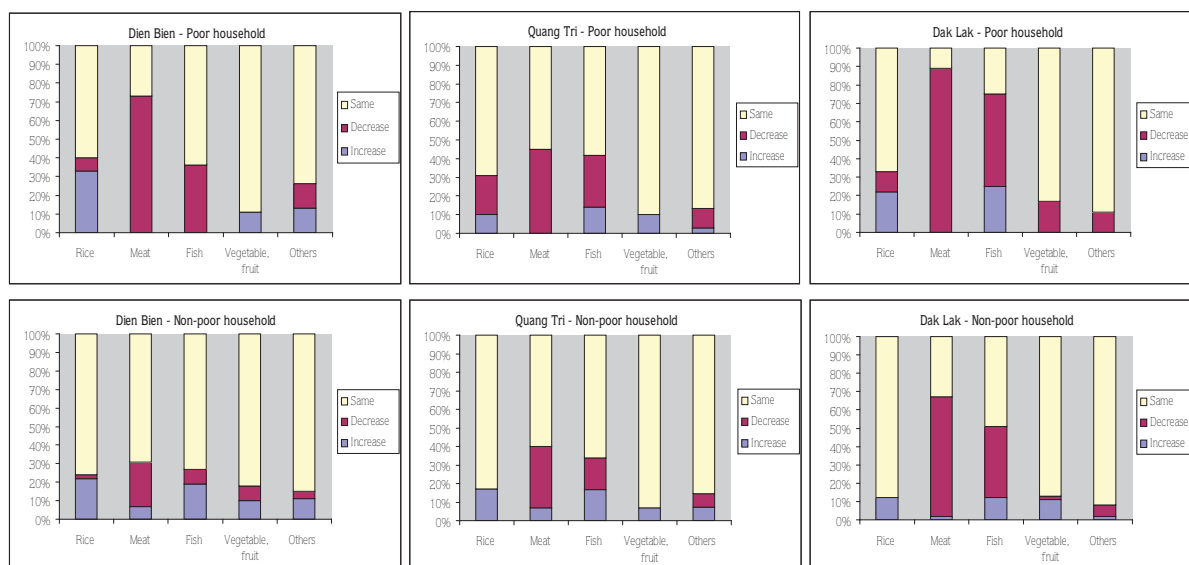 Dien Bien - Poor household
100%
90%
80%
70%
60%
50%
40%
30%
20%
10%
0%
Rice Meat Fish Vegetable, fruit Others
Same
Decrease
Increase
Quang Tri - Poor household
100%
90%
80%
70%
60%
50%
40%
30%
20%
10%
0%
Rice Meat Fish Vegetable, fruit Others
Same
Decrease
Increase
Dak Lak - Poor household
100%
90%
80%
70%
60%
50%
40%
30%
20%
10%
0%
Rice Meat Fish Vegetable, fruit Others
Same
Decrease
Increase
Dien Bien - Non-poor household
100%
90%
80%
70%
60%
50%
40%
30%
20%
10%
0%
Rice Meat Fish Vegetable, fruit Others
Same
Decrease
Increase
Quang Tri - Non-poor household
100%
90%
80%
70%
60%
50%
40%
30%
20%
10%
0%
Rice Meat Fish Vegetable, fruit Others
Same
Decrease
Increase
Dak Lak - Non-poor household
100%
90%
80%
70%
60%
50%
40%
30%
20%
10%
0%
Rice Meat Fish Vegetable, fruit Others
Same
Decrease
Increase